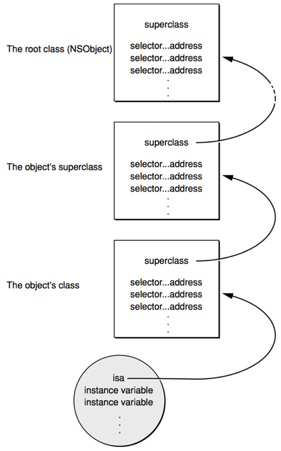 superclass
The root class (NSObject)
selector...address
selector...address
selector...address
.
.
.
superclass
The object's superclass
selector...address
selector...address
selector...address
.
.
.
superclass
The object's class
selector...address
selector...address
selector...address
.
.
.
isa
instance variable
instance variable
.
.
.